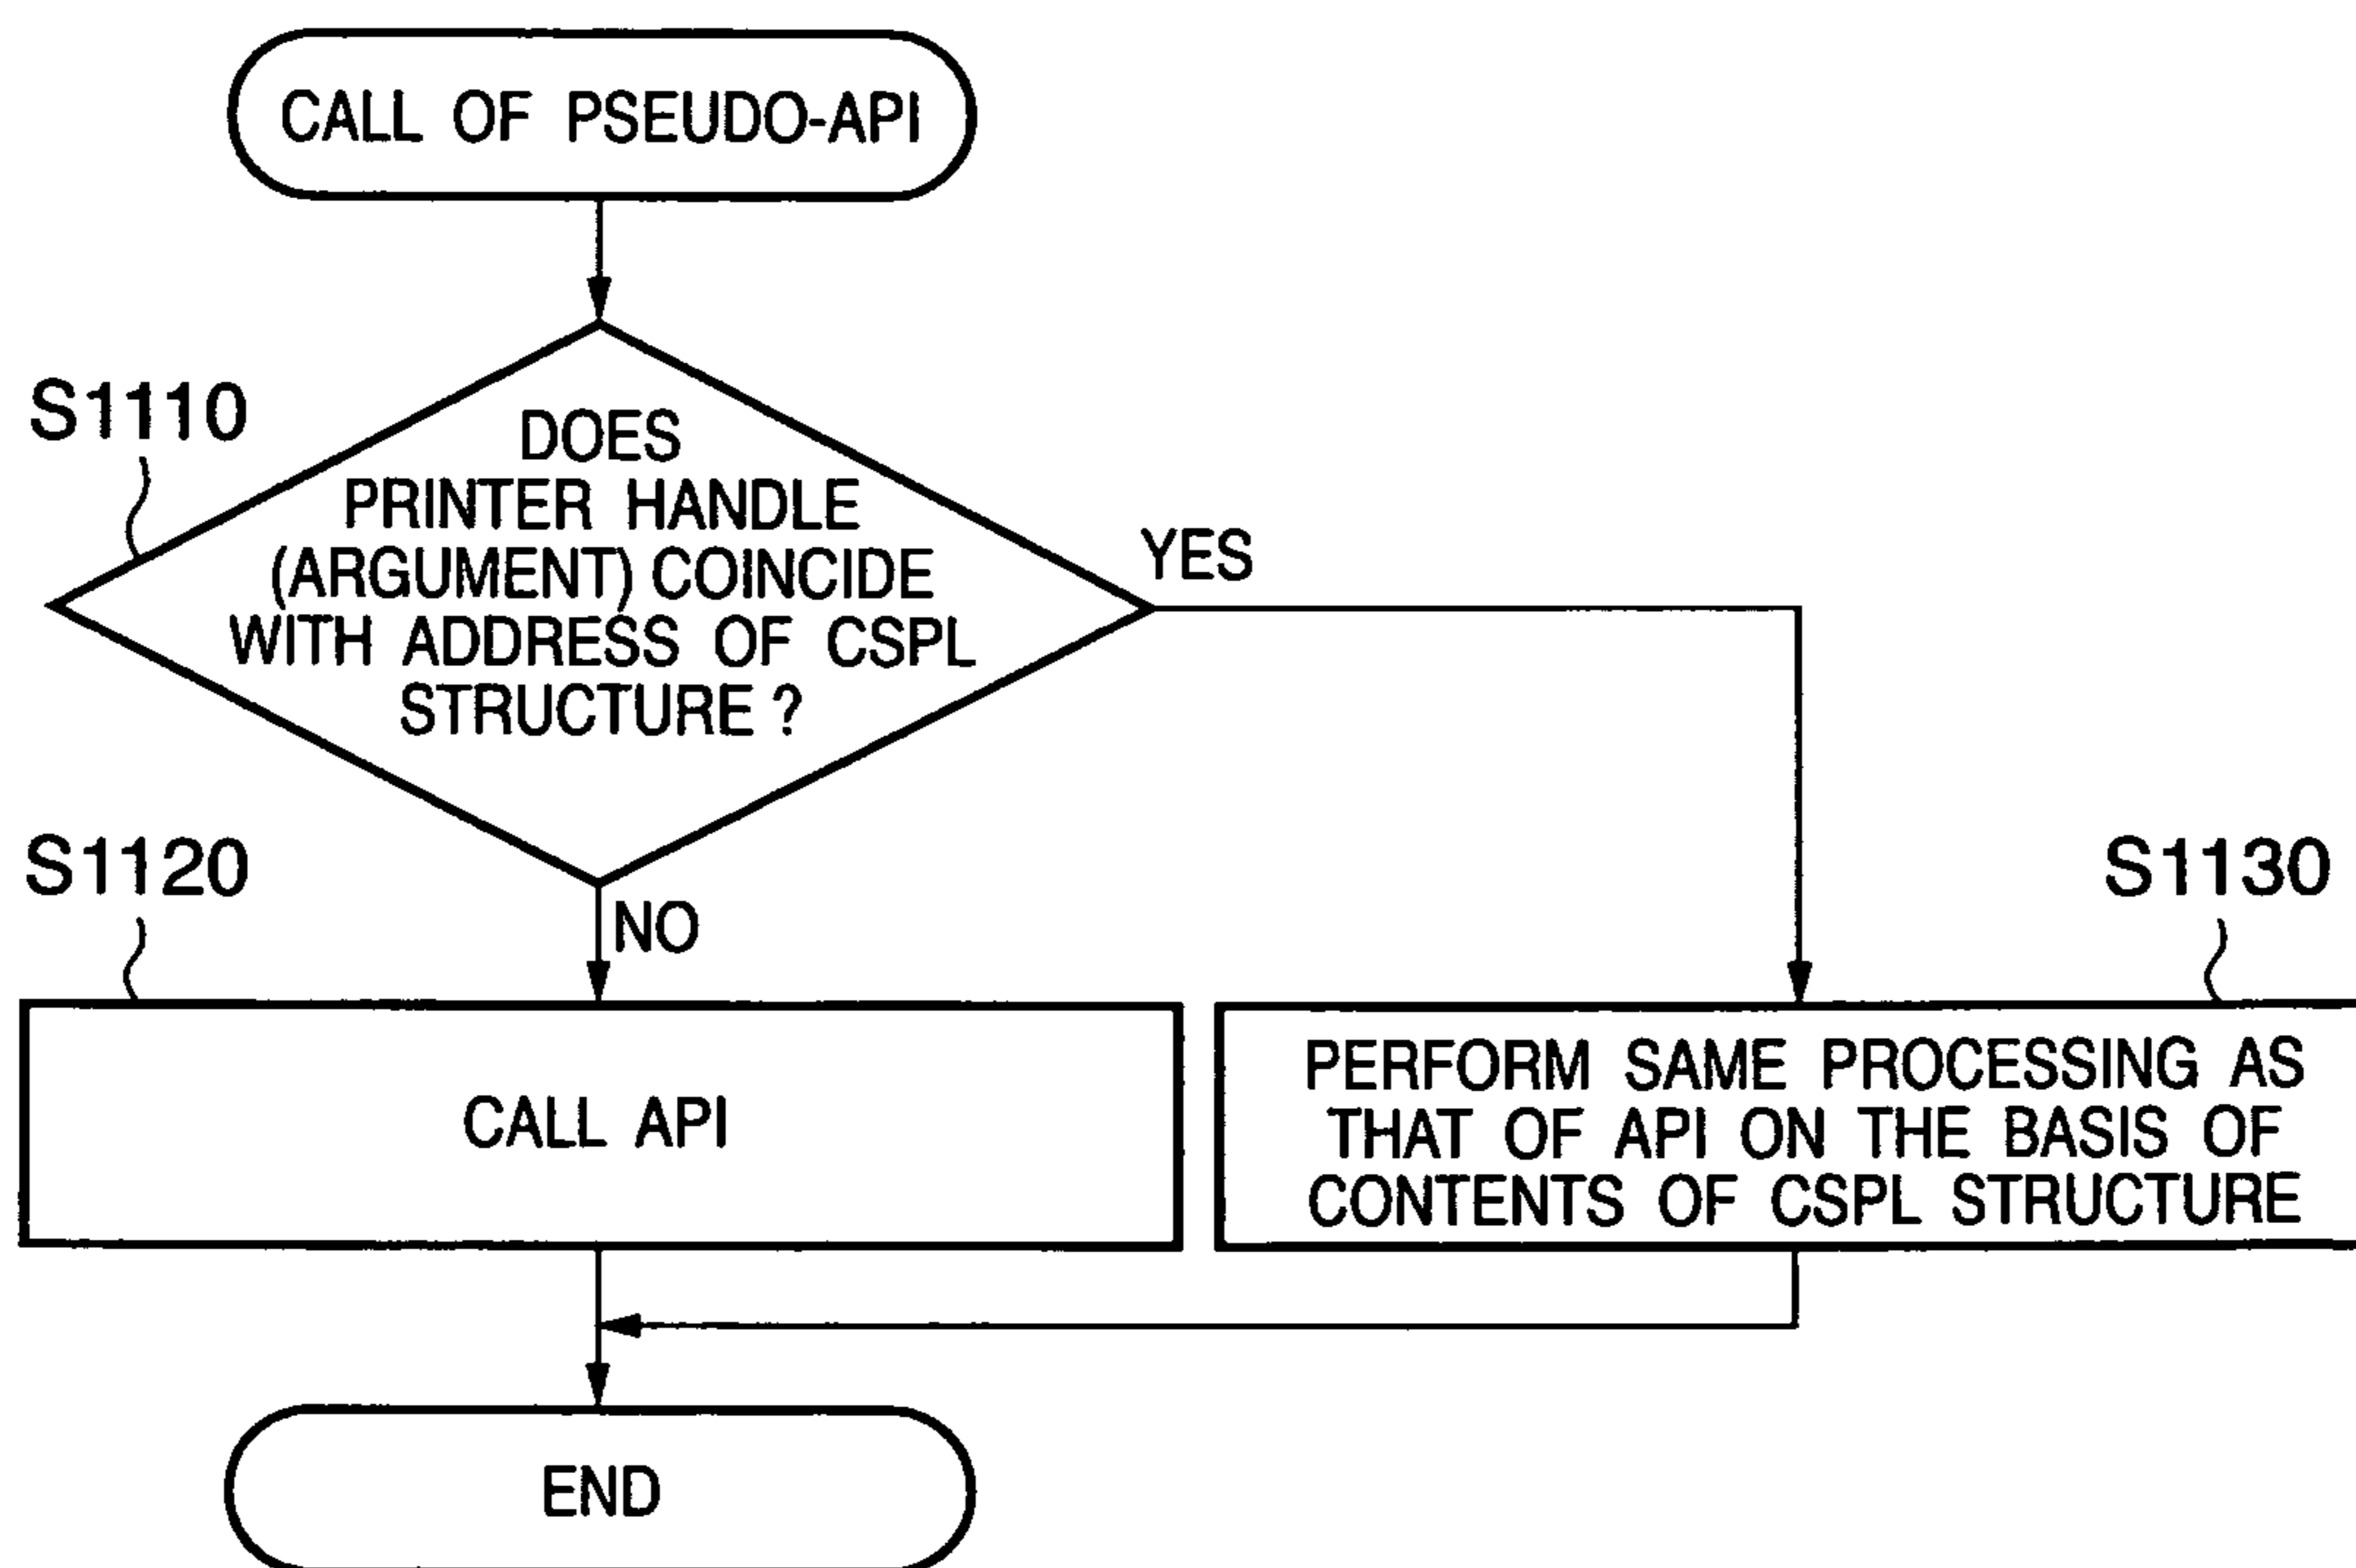 CALL OF PSEUDO-API
S1110
DOES
PRINTER HANDLE
(ARGUMENT) COINCIDE
WITH ADDRESS OF CSPL
STRUCTURE ?
YES
S1120
NO
S1130
CALL API
PERFORM SAME PROCESSING AS
THAT OF API ON THE BASIS OF
CONTENTS OF CSPL STRUCTURE
END